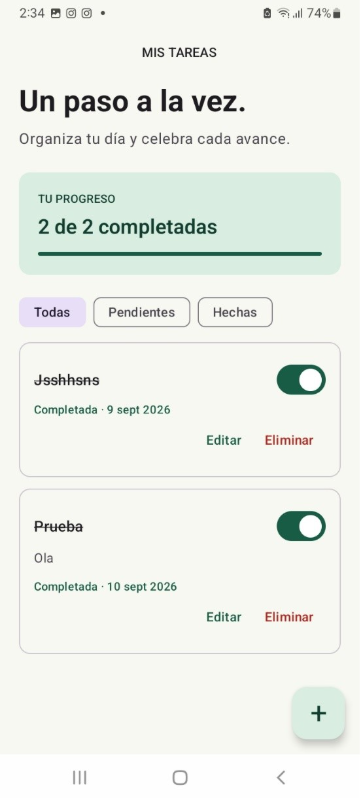 2:34
74%
MIS TAREAS
Un paso a la vez.
Organiza tu día y celebra cada avance.
TU PROGRESO
2 de 2 completadas
Todas
Pendientes
Hechas
Jsshhsns
Completada · 9 sept 2026
Editar
Eliminar
Prueba
Ola
Completada · 10 sept 2026
Editar
Eliminar
+